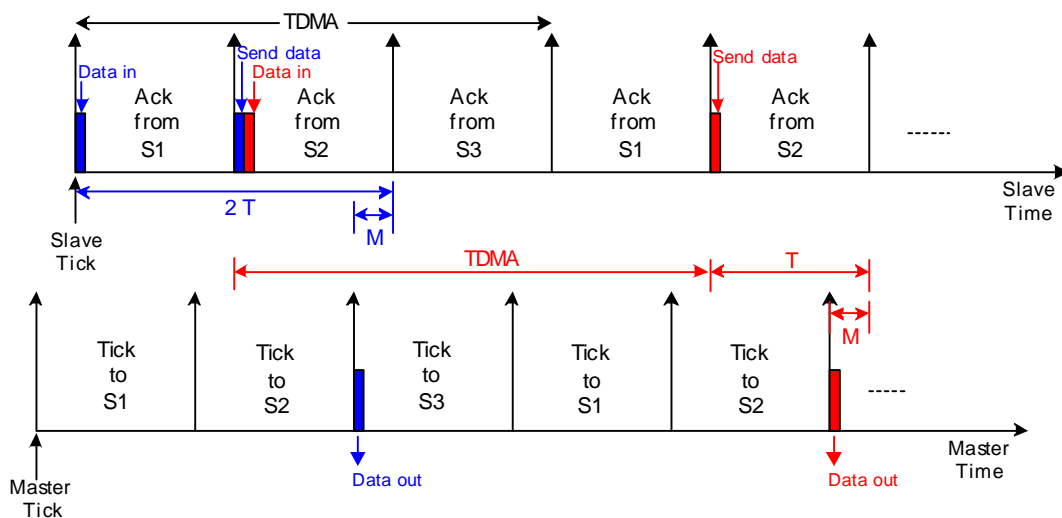 TDMA
Send data
Data in
Data in
Send data
Ack
from
S1
Ack
from
S2
Ack
from
S3
Ack
from
S1
Ack
from
S2
------
2 T
M
Slave
Tick
Slave
Time
TDMA
T
M
Tick
to
S1
Tick
to
S2
Tick
to
S3
Tick
to
S1
Tick
to
S2
-----
Master
Tick
Data out
Data out
Master
Time